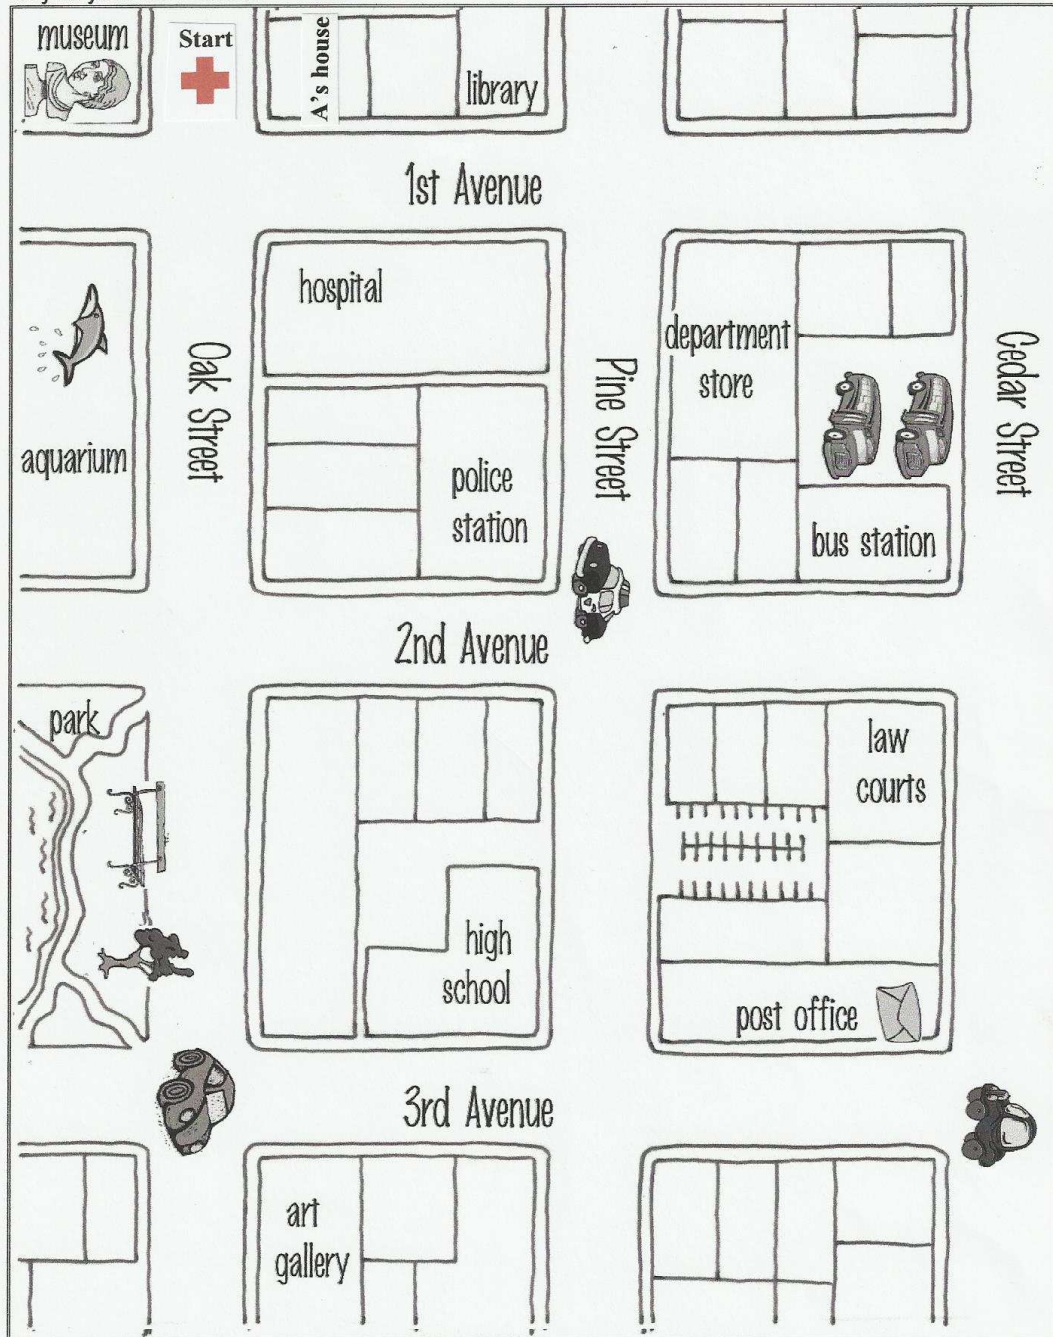 museum
Start
A's house
library
1st Avenue
hospital
aquarium
Oak Street
police
station
Pine Street
department
store
bus station
Cedar Street
2nd Avenue
park
high
school
law
courts
post office
3rd Avenue
art
gallery